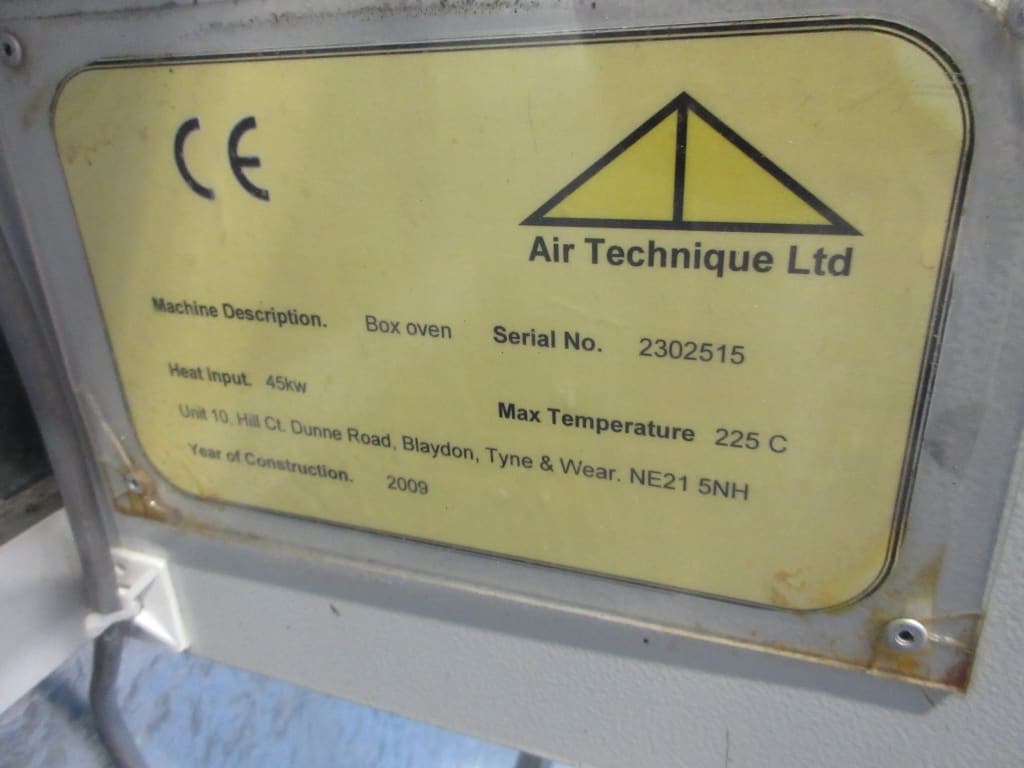 CE
Air Technique Ltd
Machine Description. Box oven Serial No. 2302515
Heat Input. 45kw Max Temperature 225 C
Unit 10, Hill Ct. Dunne Road, Blaydon, Tyne & Wear. NE21 5NH
Year of Construction. 2009